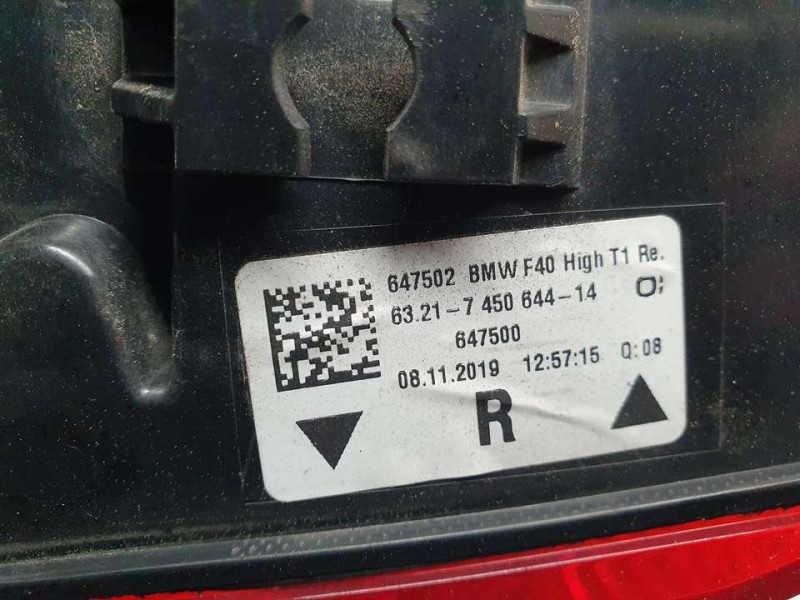 647502 BMW F40 High T1 Re.
63.21-7 450 644-14
647500
08.11.2019 12:57:15 Q:08
R